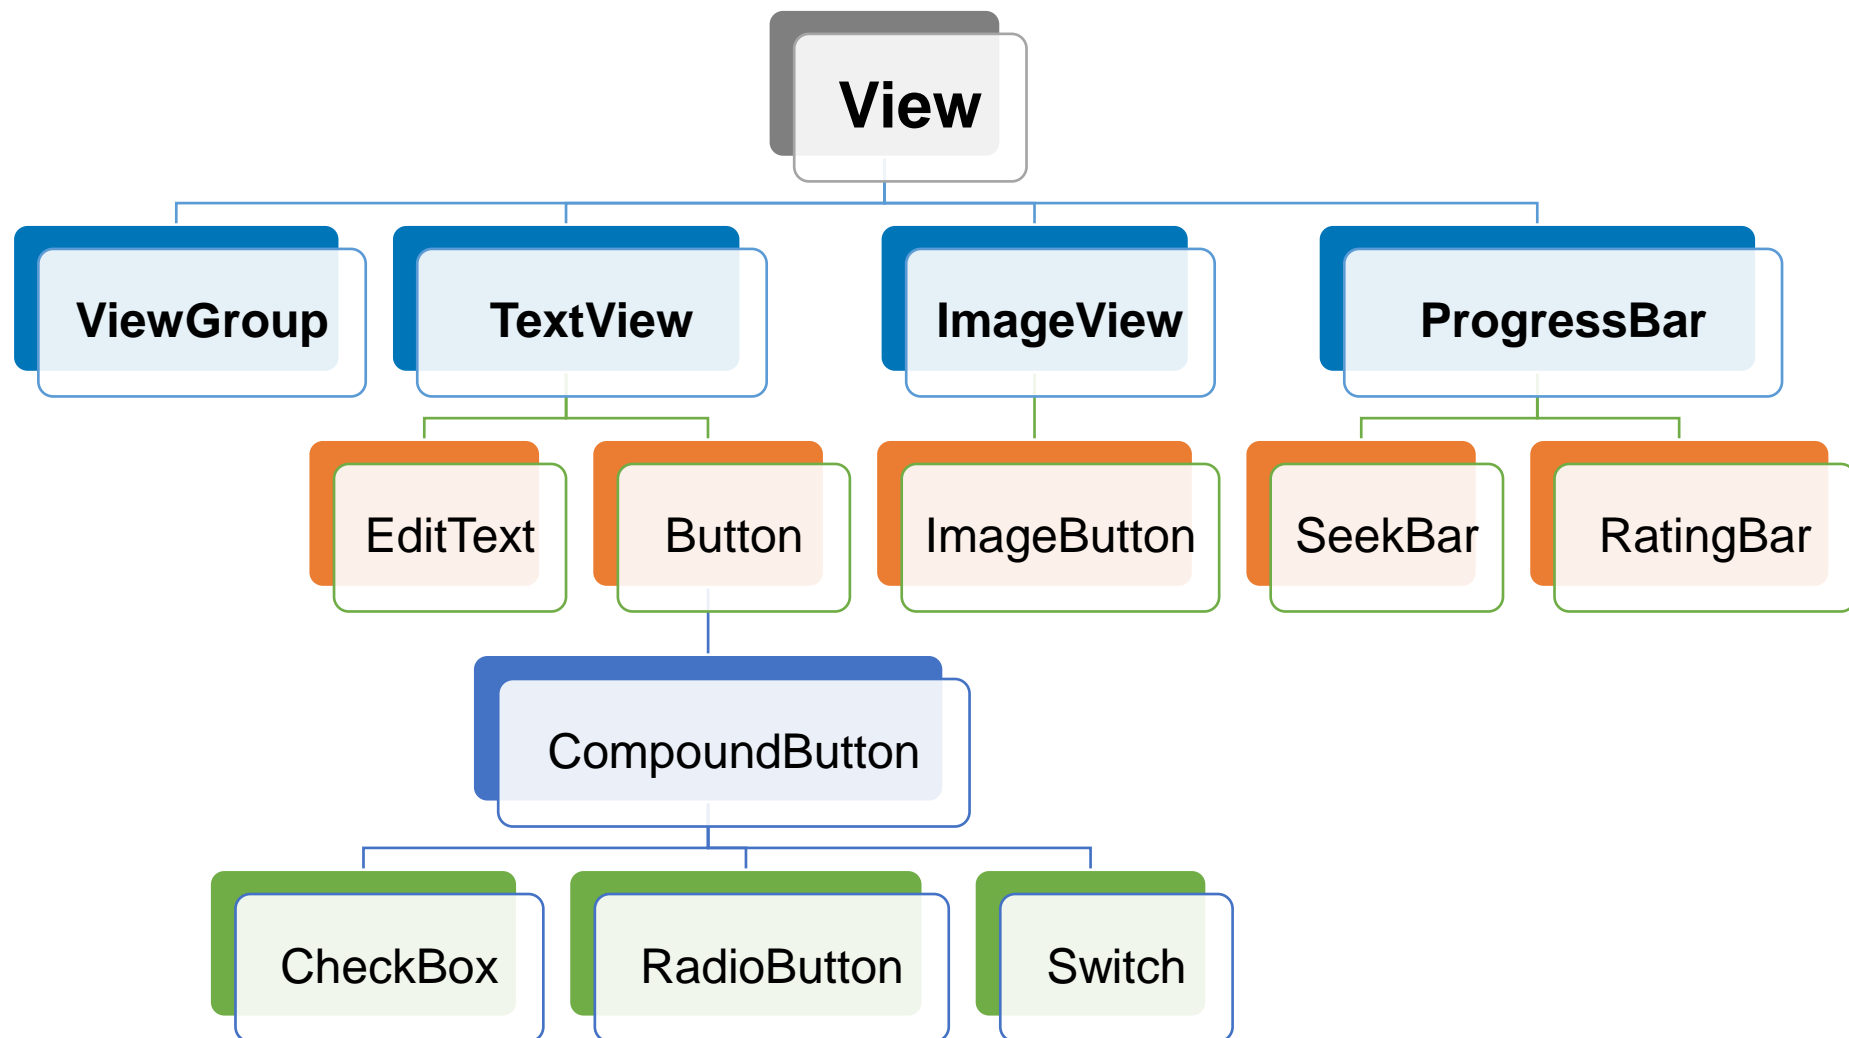 View
ViewGroup
TextView
ImageView
ProgressBar
EditText
Button
ImageButton
SeekBar
RatingBar
CompoundButton
CheckBox
RadioButton
Switch